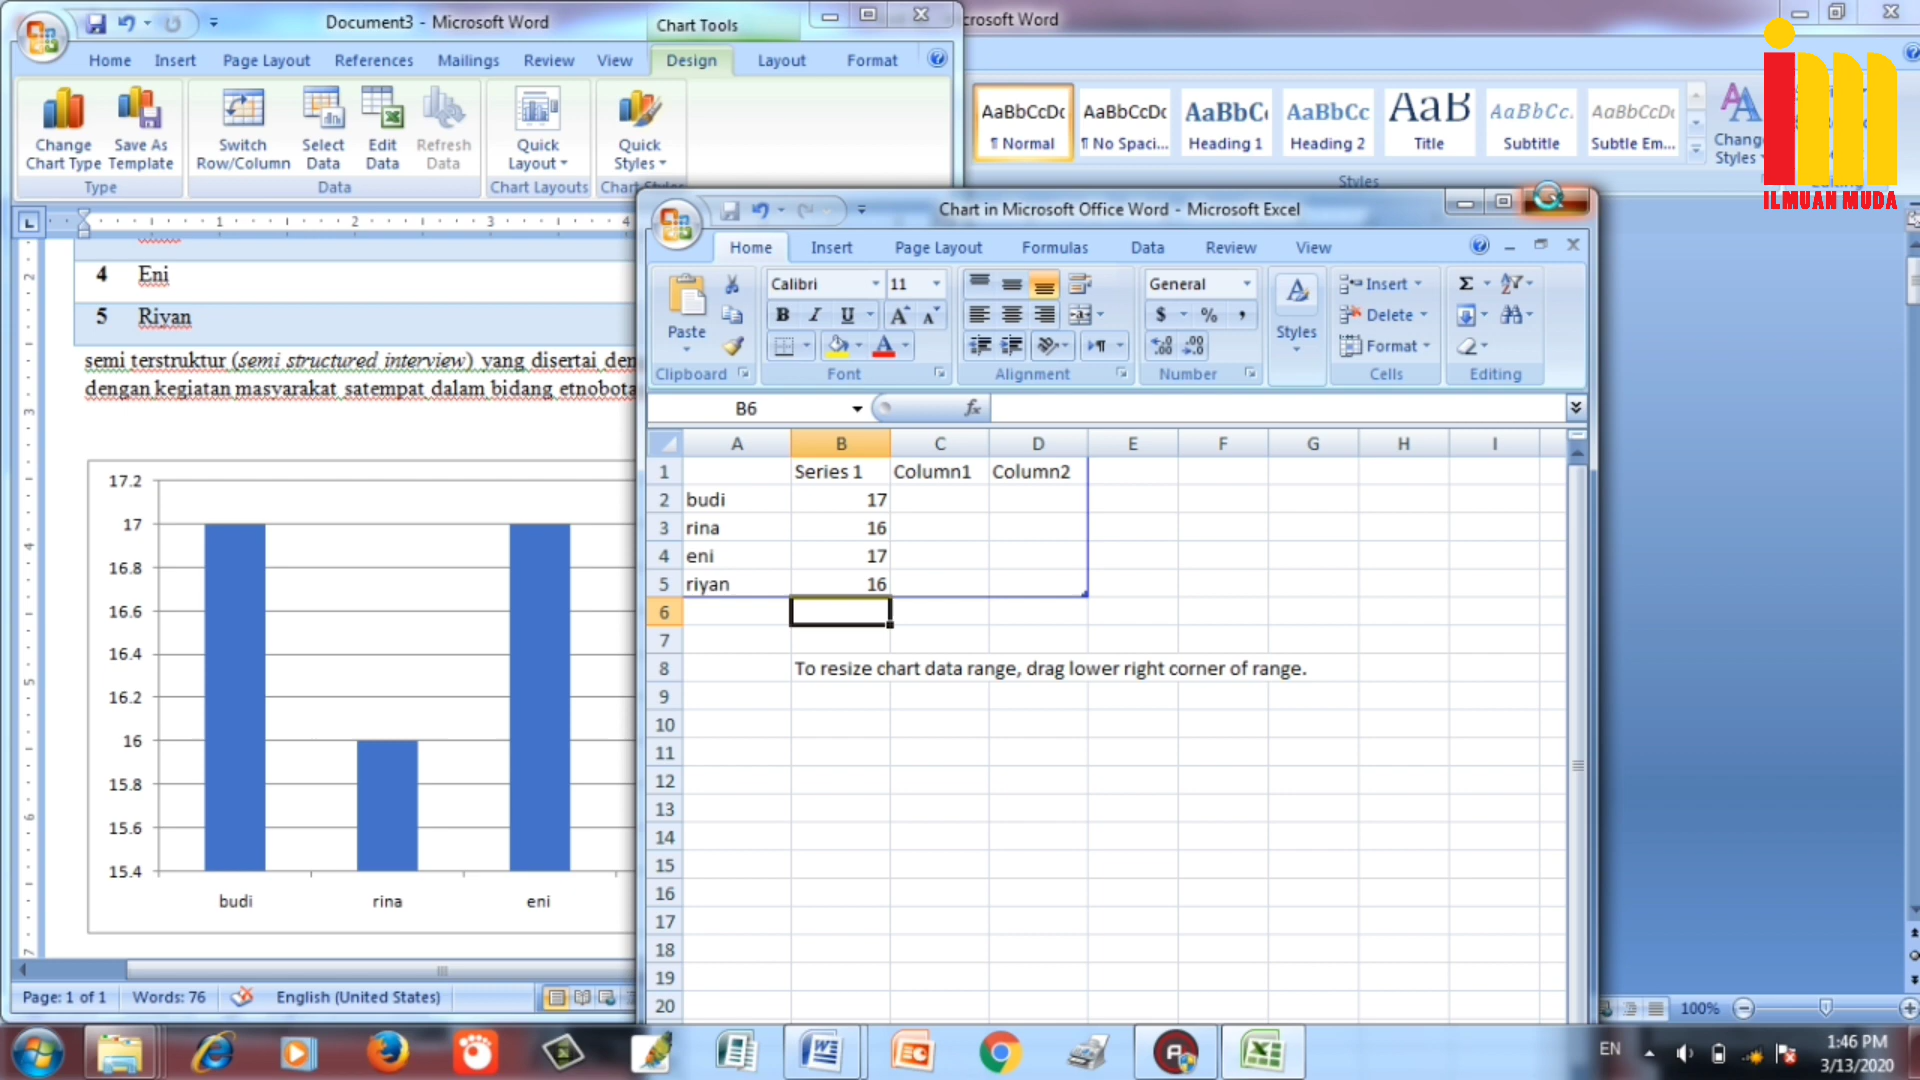 Document3 - Microsoft Word
Chart Tools
crosoft Word
Home Insert Page Layout References Mailings Review View Design Layout Format
Change Chart Type
Save As Template
Switch Row/Column
Select Data
Edit Data
Refresh Data
Quick Layout
Quick Styles
Type Data Chart Layouts
AaBbCcDc AaBbCcDc AaBbC AaBbCc AaB AaBbCc. AaBbCcDc
¶ Normal ¶ No Spaci... Heading 1 Heading 2 Title Subtitle Subtle Em...
Styles
ILMUAN MUDA
4 Eni
5 Riyan
semi terstruktur (semi structured interview) yang disertai
dengan kegiatan masyarakat satempat dalam bidang
17.2
17
16.8
16.6
16.4
16.2
16
15.8
15.6
15.4
budi rina eni
Page: 1 of 1 Words: 76 English (United States)
Chart in Microsoft Office Word - Microsoft Excel
Home Insert Page Layout Formulas Data Review View
Paste
Calibri 11
B I U
General
$ % ,
Styles
Insert
Delete
Format
Clipboard Font Alignment Number Cells Editing
B6 fx
A B C D E F G H I
1 Series 1 Column1 Column2
2 budi 17
3 rina 16
4 eni 17
5 riyan 16
6
7
8 To resize chart data range, drag lower right corner of range.
9
10
11
12
13
14
15
16
17
18
19
20
100%
EN
1:46 PM
3/13/2020